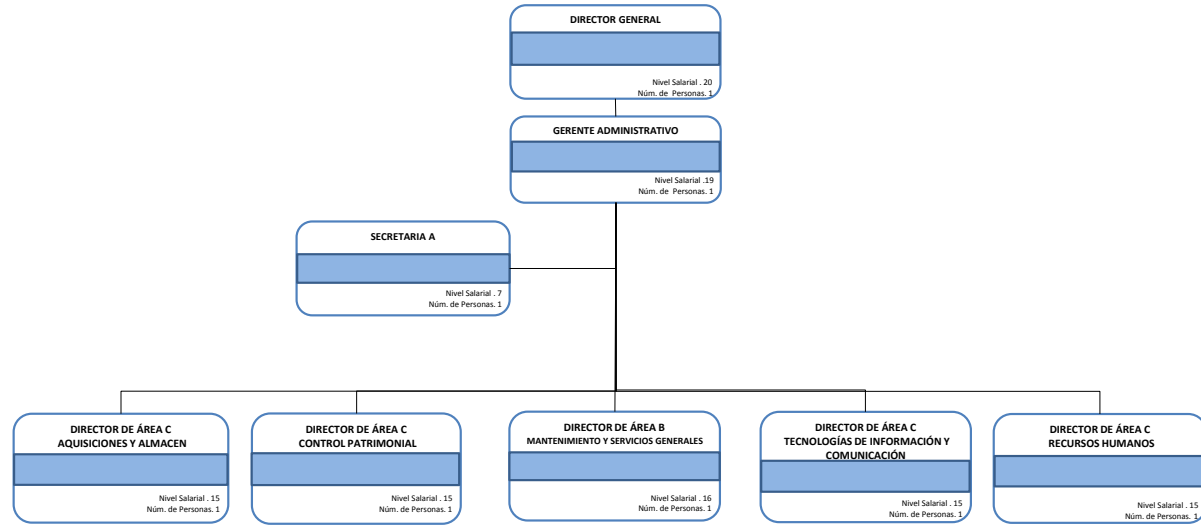 DIRECTOR GENERAL
Nivel Salarial . 20
Núm. de Personas. 1
GERENTE ADMINISTRATIVO
Nivel Salarial .19
Núm. de Personas. 1
SECRETARIA A
Nivel Salarial . 7
Núm. de Personas. 1
DIRECTOR DE ÁREA C
AQUISICIONES Y ALMACEN
Nivel Salarial . 15
Núm. de Personas. 1
DIRECTOR DE ÁREA C
CONTROL PATRIMONIAL
Nivel Salarial . 15
Núm. de Personas. 1
DIRECTOR DE ÁREA B
MANTENIMIENTO Y SERVICIOS GENERALES
Nivel Salarial . 16
Núm. de Personas. 1
DIRECTOR DE ÁREA C
TECNOLOGÍAS DE INFORMACIÓN Y
COMUNICACIÓN
Nivel Salarial . 15
Núm. de Personas. 1
DIRECTOR DE ÁREA C
RECURSOS HUMANOS
Nivel Salarial . 15
Núm. de Personas. 1